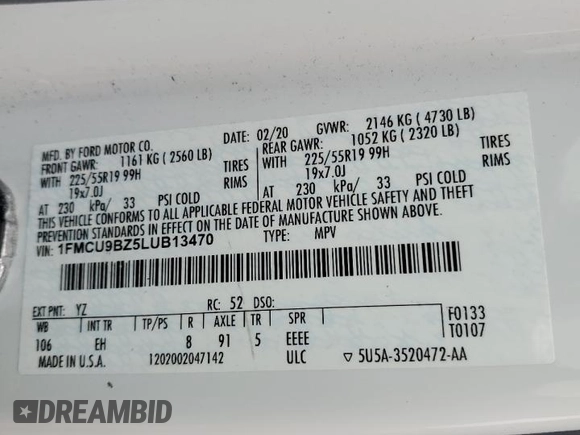 MFD. BY FORD MOTOR CO.
DATE: 02/20 GVWR: 2146 KG ( 4730 LB)
FRONT GAWR: 1161 KG ( 2560 LB) REAR GAWR: 1052 KG ( 2320 LB)
WITH 225/55R19 99H TIRES WITH 225/55R19 99H TIRES
19x7.0J RIMS 19x7.0J RIMS
AT 230 kPa/ 33 PSI COLD AT 230 kPa/ 33 PSI COLD
THIS VEHICLE CONFORMS TO ALL APPLICABLE FEDERAL MOTOR VEHICLE SAFETY AND THEFT
PREVENTION STANDARDS IN EFFECT ON THE DATE OF MANUFACTURE SHOWN ABOVE.
VIN: 1FMCU9BZ5LUB13470 TYPE: MPV
EXT PNT: YZ RC: 52 DSO:
WB INT TR TP/PS R AXLE TR SPR F0133
106 EH 8 91 5 EEEE T0107
MADE IN U.S.A. 1202002047142 ULC ▽ 5U5A-3520472-AA
DREAMBID